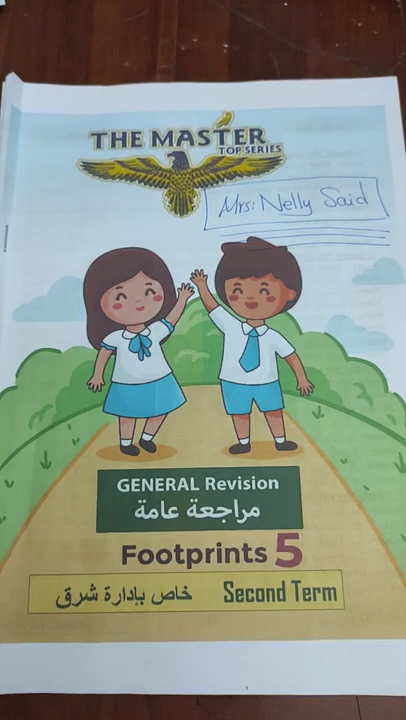 THE MASTER
TOP SERIES
Mrs: Nelly Said
GENERAL Revision
مراجعة عامة
Footprints 5
خاص بإدارة شرق Second Term